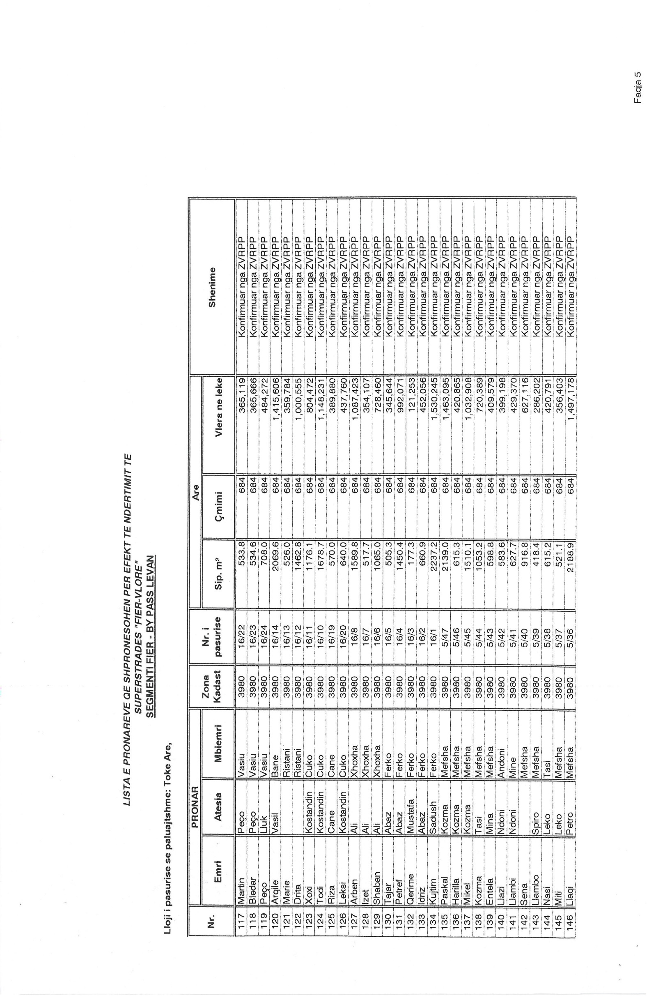 LISTA E PRONAREVE QE SHPRONESOHEN PER EFEKT TE NDERTIMIT TE
SUPERSTRADES "FIER-VLORE"
SEGMENTI FIER - BY PASS LEVAN
Lloji i pasurise se paluajtshme: Toke Are,
Nr. PRONAR Zona Kadast Nr. i pasurise Are Shenime
Emri Atesia Mbiemri Sip. m² Çmimi Vlera ne leke
117 Martin Peço Vasiu 3980 16/22 533.8 684 365,119 Konfirmuar nga ZVRPP
118 Bledar Peço Vasiu 3980 16/23 534.6 684 365,666 Konfirmuar nga ZVRPP
119 Peço Lluk Vasiu 3980 16/24 708.0 684 484,272 Konfirmuar nga ZVRPP
120 Arqile Vasil Bane 3980 16/14 2069.6 684 1,415,606 Konfirmuar nga ZVRPP
121 Marie Ristani 3980 16/13 526.0 684 359,784 Konfirmuar nga ZVRPP
122 Drita Ristani 3980 16/12 1462.8 684 1,000,555 Konfirmuar nga ZVRPP
123 Xoxi Kostandin Cuko 3980 16/11 1176.1 684 804,472 Konfirmuar nga ZVRPP
124 Todi Kostandin Cuko 3980 16/10 1678.7 684 1,148,231 Konfirmuar nga ZVRPP
125 Riza Cane Cane 3980 16/19 570.0 684 389,880 Konfirmuar nga ZVRPP
126 Leksi Kostandin Cuko 3980 16/20 640.0 684 437,760 Konfirmuar nga ZVRPP
127 Arben Ali Xhoxha 3980 16/8 1589.8 684 1,087,423 Konfirmuar nga ZVRPP
128 Izet Ali Xhoxha 3980 16/7 517.7 684 354,107 Konfirmuar nga ZVRPP
129 Shaban Ali Xhoxha 3980 16/6 1065.0 684 728,460 Konfirmuar nga ZVRPP
130 Tajar Abaz Ferko 3980 16/5 505.3 684 345,644 Konfirmuar nga ZVRPP
131 Petref Abaz Ferko 3980 16/4 1450.4 684 992,071 Konfirmuar nga ZVRPP
132 Qerime Mustafa Ferko 3980 16/3 177.3 684 121,253 Konfirmuar nga ZVRPP
133 Idriz Abaz Ferko 3980 16/2 660.9 684 452,056 Konfirmuar nga ZVRPP
134 Kujtim Sadush Ferko 3980 16/1 2237.2 684 1,530,245 Konfirmuar nga ZVRPP
135 Paskal Kozma Mefsha 3980 5/47 2139.0 684 1,463,095 Konfirmuar nga ZVRPP
136 Harilla Kozma Mefsha 3980 5/46 615.3 684 420,865 Konfirmuar nga ZVRPP
137 Mikel Kozma Mefsha 3980 5/45 1510.1 684 1,032,908 Konfirmuar nga ZVRPP
138 Kozma Tasi Mefsha 3980 5/44 1053.2 684 720,389 Konfirmuar nga ZVRPP
139 Entela Mina Mefsha 3980 5/43 598.8 684 409,579 Konfirmuar nga ZVRPP
140 Llazi Ndoni Andoni 3980 5/42 583.6 684 399,198 Konfirmuar nga ZVRPP
141 Llambi Ndoni Mine 3980 5/41 627.7 684 429,370 Konfirmuar nga ZVRPP
142 Sena Mefsha 3980 5/40 916.8 684 627,116 Konfirmuar nga ZVRPP
143 Llambo Spiro Mefsha 3980 5/39 418.4 684 286,202 Konfirmuar nga ZVRPP
144 Nasi Leko Tasi 3980 5/38 615.2 684 420,791 Konfirmuar nga ZVRPP
145 Miti Leko Mefsha 3980 5/37 521.1 684 356,403 Konfirmuar nga ZVRPP
146 Llaqi Petro Mefsha 3980 5/36 2188.9 684 1,497,178 Konfirmuar nga ZVRPP
Faqja 5